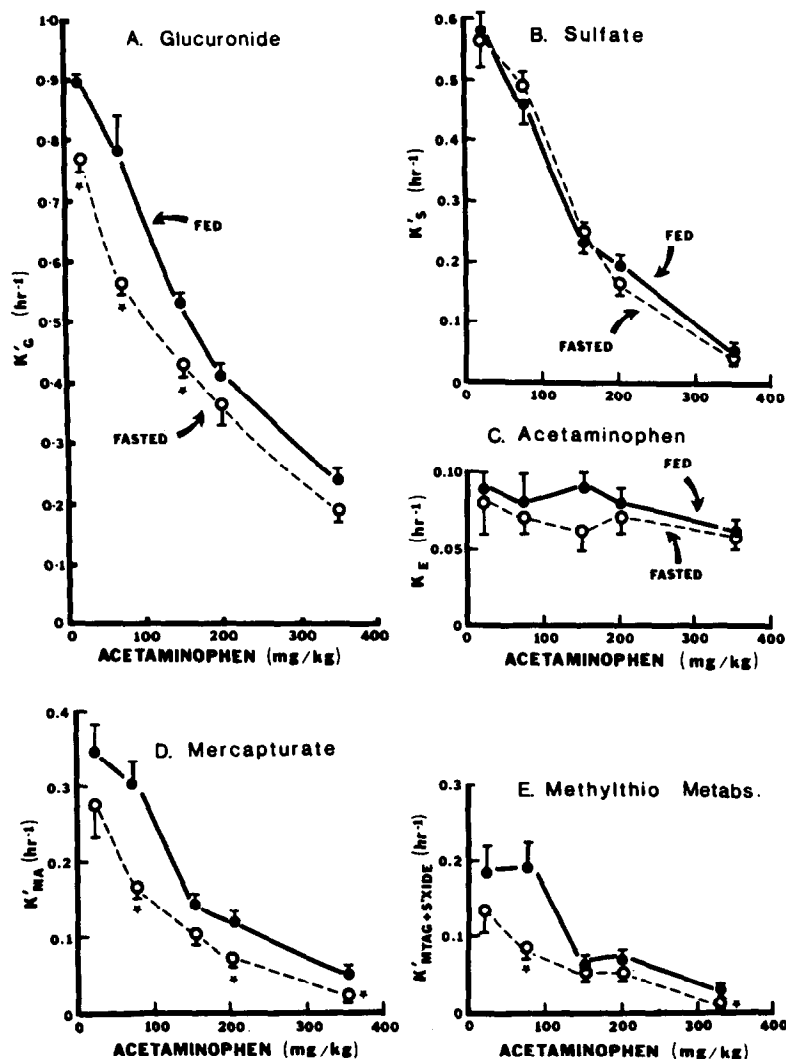 A. Glucuronide
1·0
0·9
0·8
0·7
0·6
0·5
0·4
0·3
0·2
0·1
K'G (hr⁻¹)
FED
FASTED
*
*
*
0 100 200 300 400
ACETAMINOPHEN (mg/kg)
B. Sulfate
0.6
0.5
0.4
0.3
0.2
0.1
0
K'S (hr⁻¹)
FED
FASTED
0 100 200 300 400
C. Acetaminophen
0.10
0.05
0
KE (hr⁻¹)
FED
FASTED
0 100 200 300 400
ACETAMINOPHEN (mg/kg)
D. Mercapturate
0.4
0.3
0.2
0.1
0
K'MA (hr⁻¹)
*
*
*
0 100 200 300 400
ACETAMINOPHEN (mg/kg)
E. Methylthio Metabs.
0.3
0.2
0.1
0
K'MTAG+S'XIDE (hr⁻¹)
*
*
0 100 200 300 400
ACETAMINOPHEN (mg/kg)